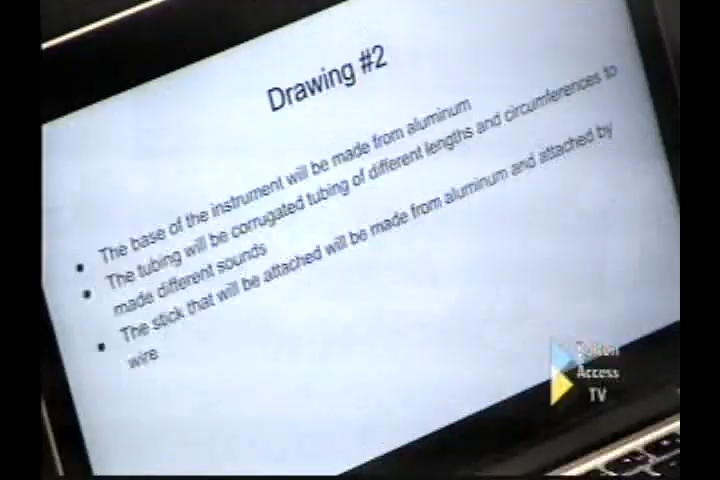 Drawing #2
The base of the instrument will be made from aluminum
The tubing will be corrugated tubing of different lengths and circumferences to
made different sounds
The stick that will be attached will be made from aluminum and attached by
wire
Access
TV